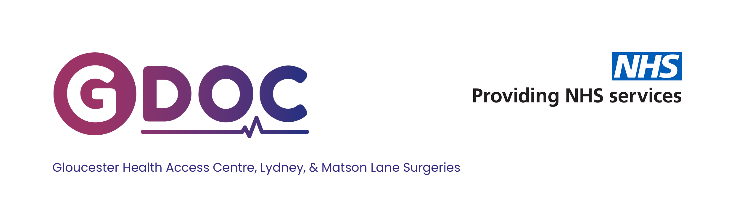 GDOC
NHS
Providing NHS services
Gloucester Health Access Centre, Lydney, & Matson Lane Surgeries